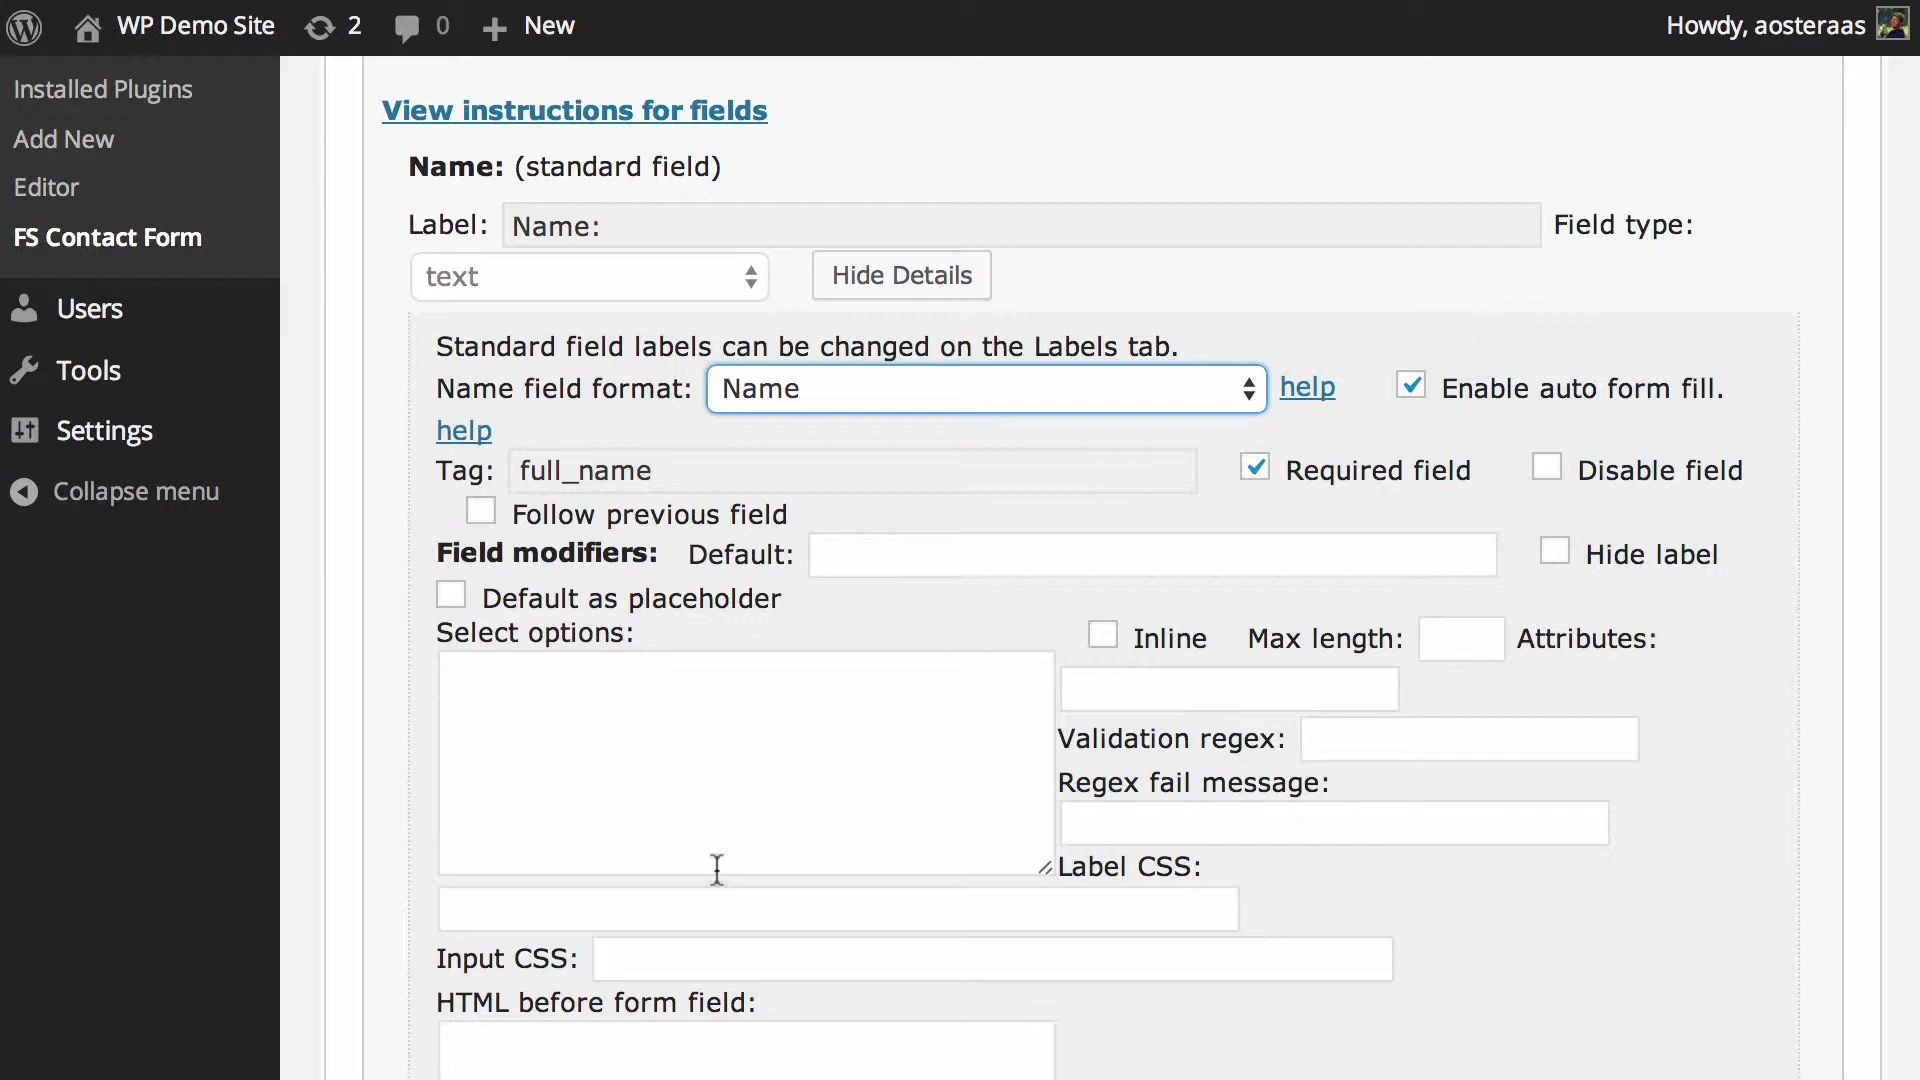 WP Demo Site 2 0 New Howdy, aosteraas
Installed Plugins
Add New
Editor
FS Contact Form
Users
Tools
Settings
Collapse menu
View instructions for fields
Name: (standard field)
Label: Name: Field type:
text Hide Details
Standard field labels can be changed on the Labels tab.
Name field format: Name help Enable auto form fill.
help
Tag: full_name Required field Disable field
Follow previous field
Field modifiers: Default: Hide label
Default as placeholder
Select options: Inline Max length: Attributes:
Validation regex:
Regex fail message:
Label CSS:
Input CSS:
HTML before form field: